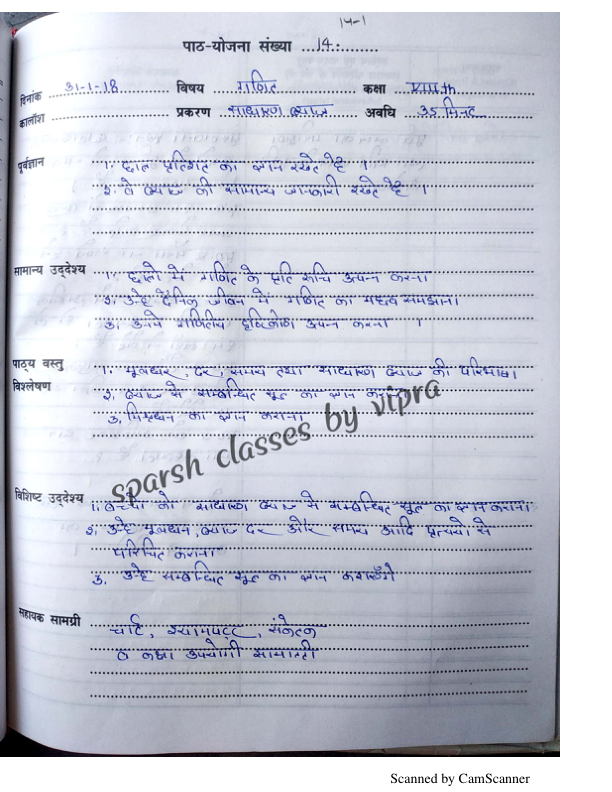 14-1
पाठ-योजना संख्या ...14.........
दिनांक ...31-1-18... विषय ...गणित... कक्षा ...VIIIth
कालांश ... प्रकरण ...साधारण ब्याज... अवधि ...35 मिनट
पूर्वज्ञान 1. छात्र प्रतिशत का ज्ञान रखते है ।
2. वे ब्याज की सामान्य जानकारी रखते है ।
सामान्य उद्देश्य 1. छात्रो में गणित के प्रति रुचि उत्पन्न करना
2. उन्हे दैनिक जीवन में गणित का महत्व समझाना।
3. उनमे गणितीय दृष्टिकोण उत्पन्न करना ।
पाठ्य वस्तु 1. मूलधन, दर, समय तथा साधारण ब्याज की परिभाषा।
विश्लेषण 2. ब्याज से सम्बन्धित सूत्र का ज्ञान कराना
3. मिश्रधन का ज्ञान कराना
sparsh classes by vipra
विशिष्ट उद्देश्य 1. बच्चो को साधारण ब्याज से सम्बन्धित सूत्र का ज्ञान कराना
2. उन्हे मूलधन, ब्याज दर और समय आदि प्रत्ययो से
परिचित कराना
3. उन्हे सम्बन्धित सूत्र का ज्ञान कराऊँगी
सहायक सामग्री
चार्ट, श्यामपट्ट, संकेतक
व कक्षा उपयोगी सामग्री
Scanned by CamScanner